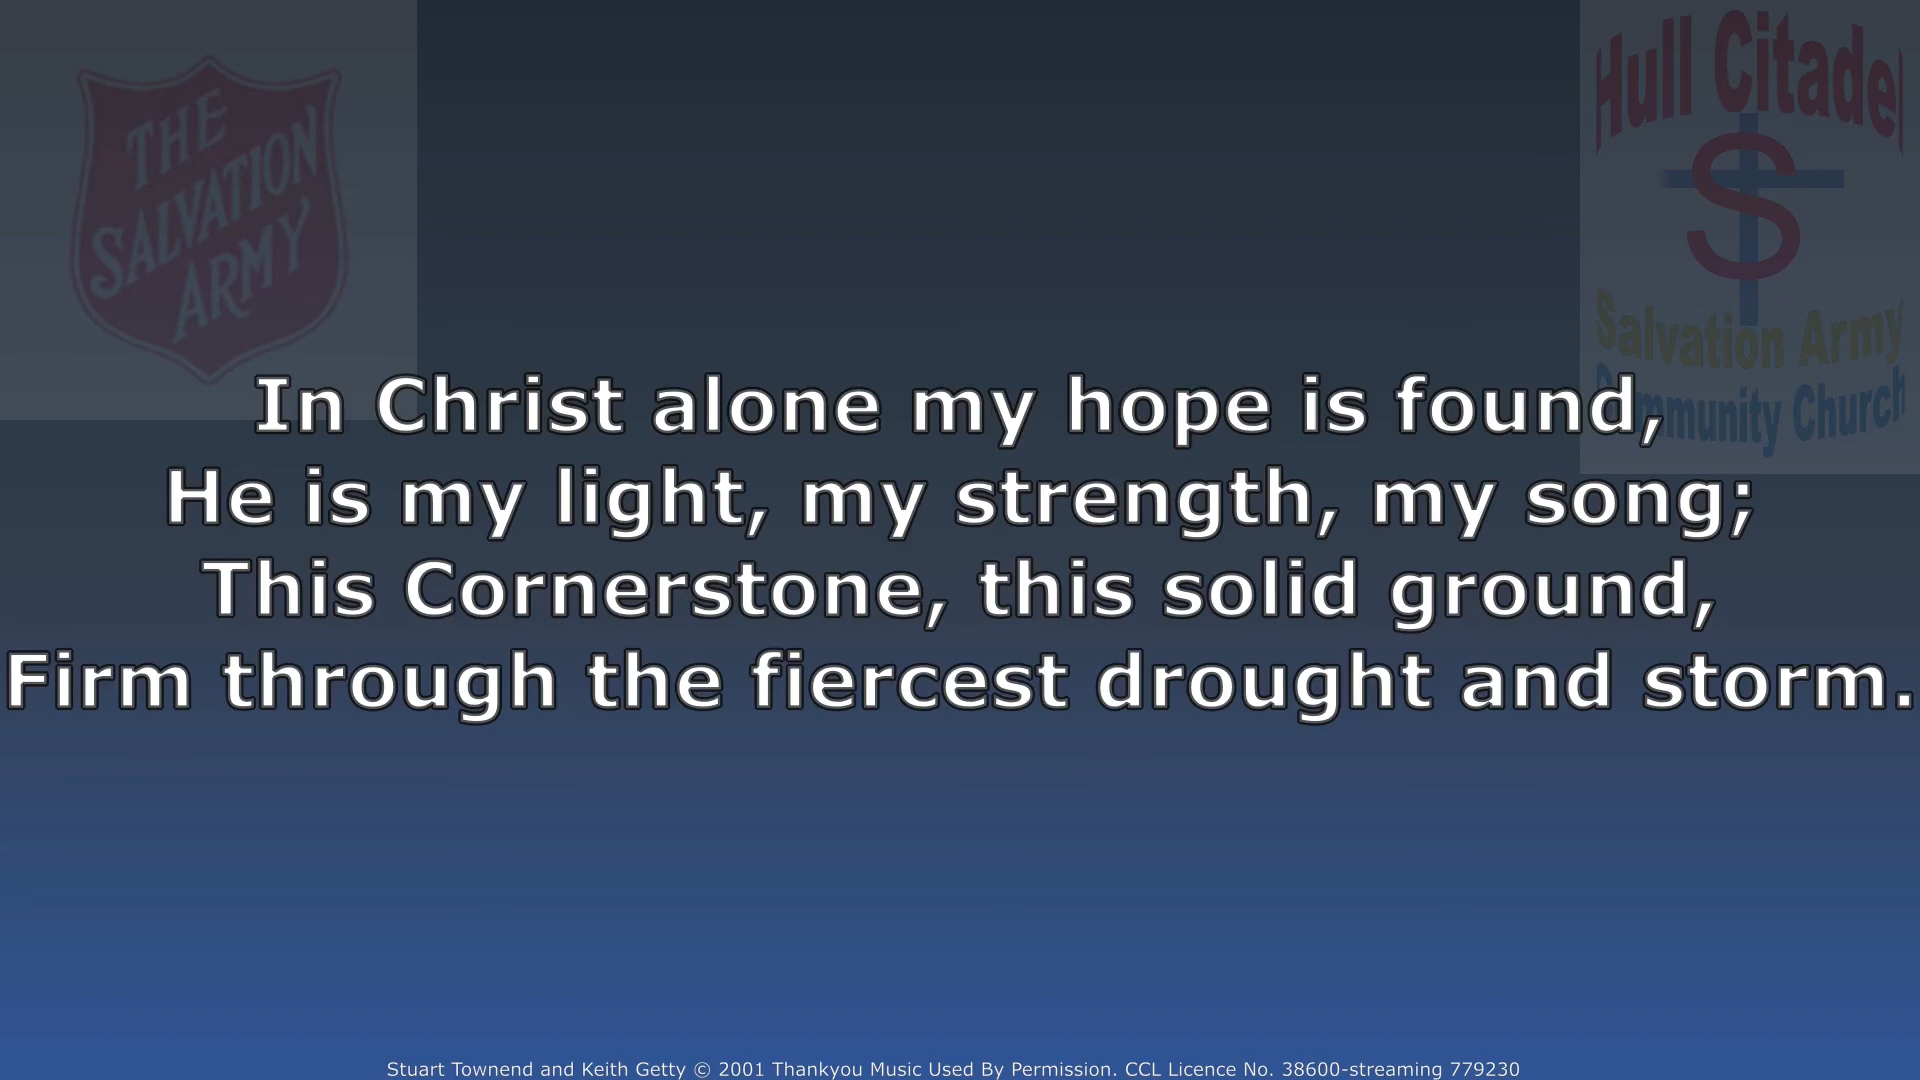 THE
SALVATION
ARMY
Hull Citadel
S
Salvation Army
Community Church
In Christ alone my hope is found,
He is my light, my strength, my song;
This Cornerstone, this solid ground,
Firm through the fiercest drought and storm.
Stuart Townend and Keith Getty © 2001 Thankyou Music Used By Permission. CCL Licence No. 38600-streaming 779230